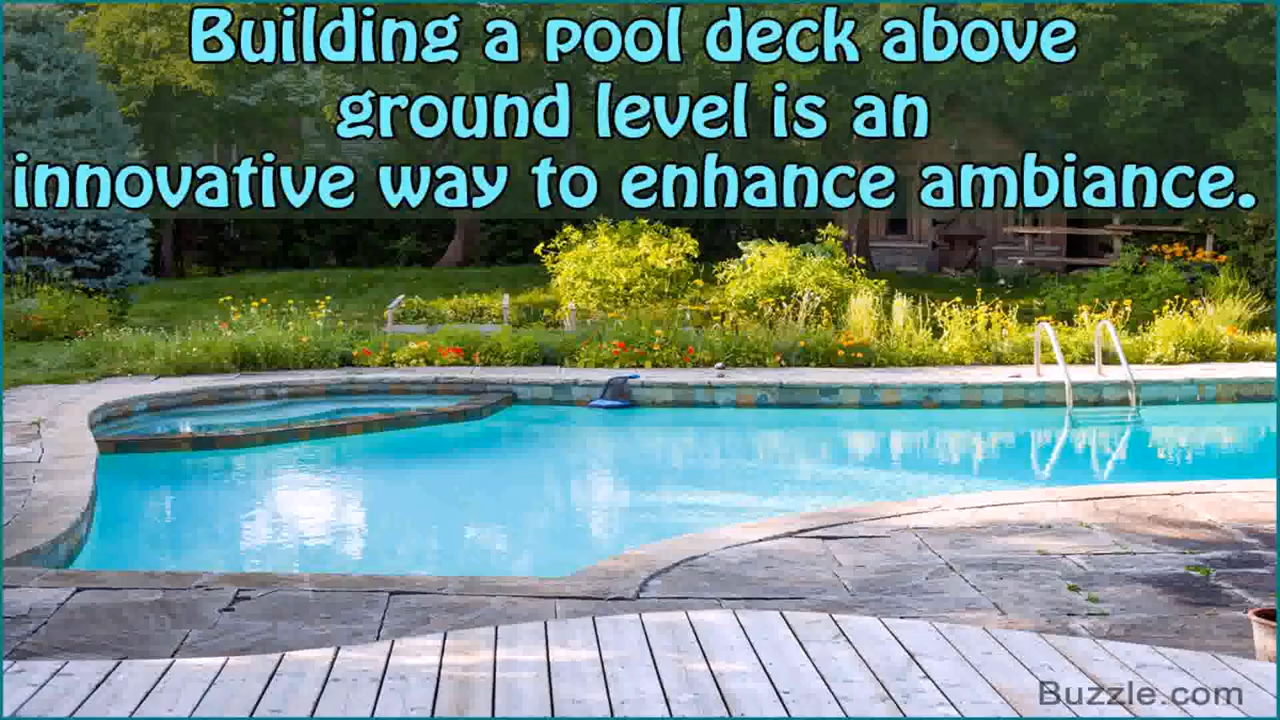 Building a pool deck above
ground level is an
innovative way to enhance ambiance.
Buzzle.com